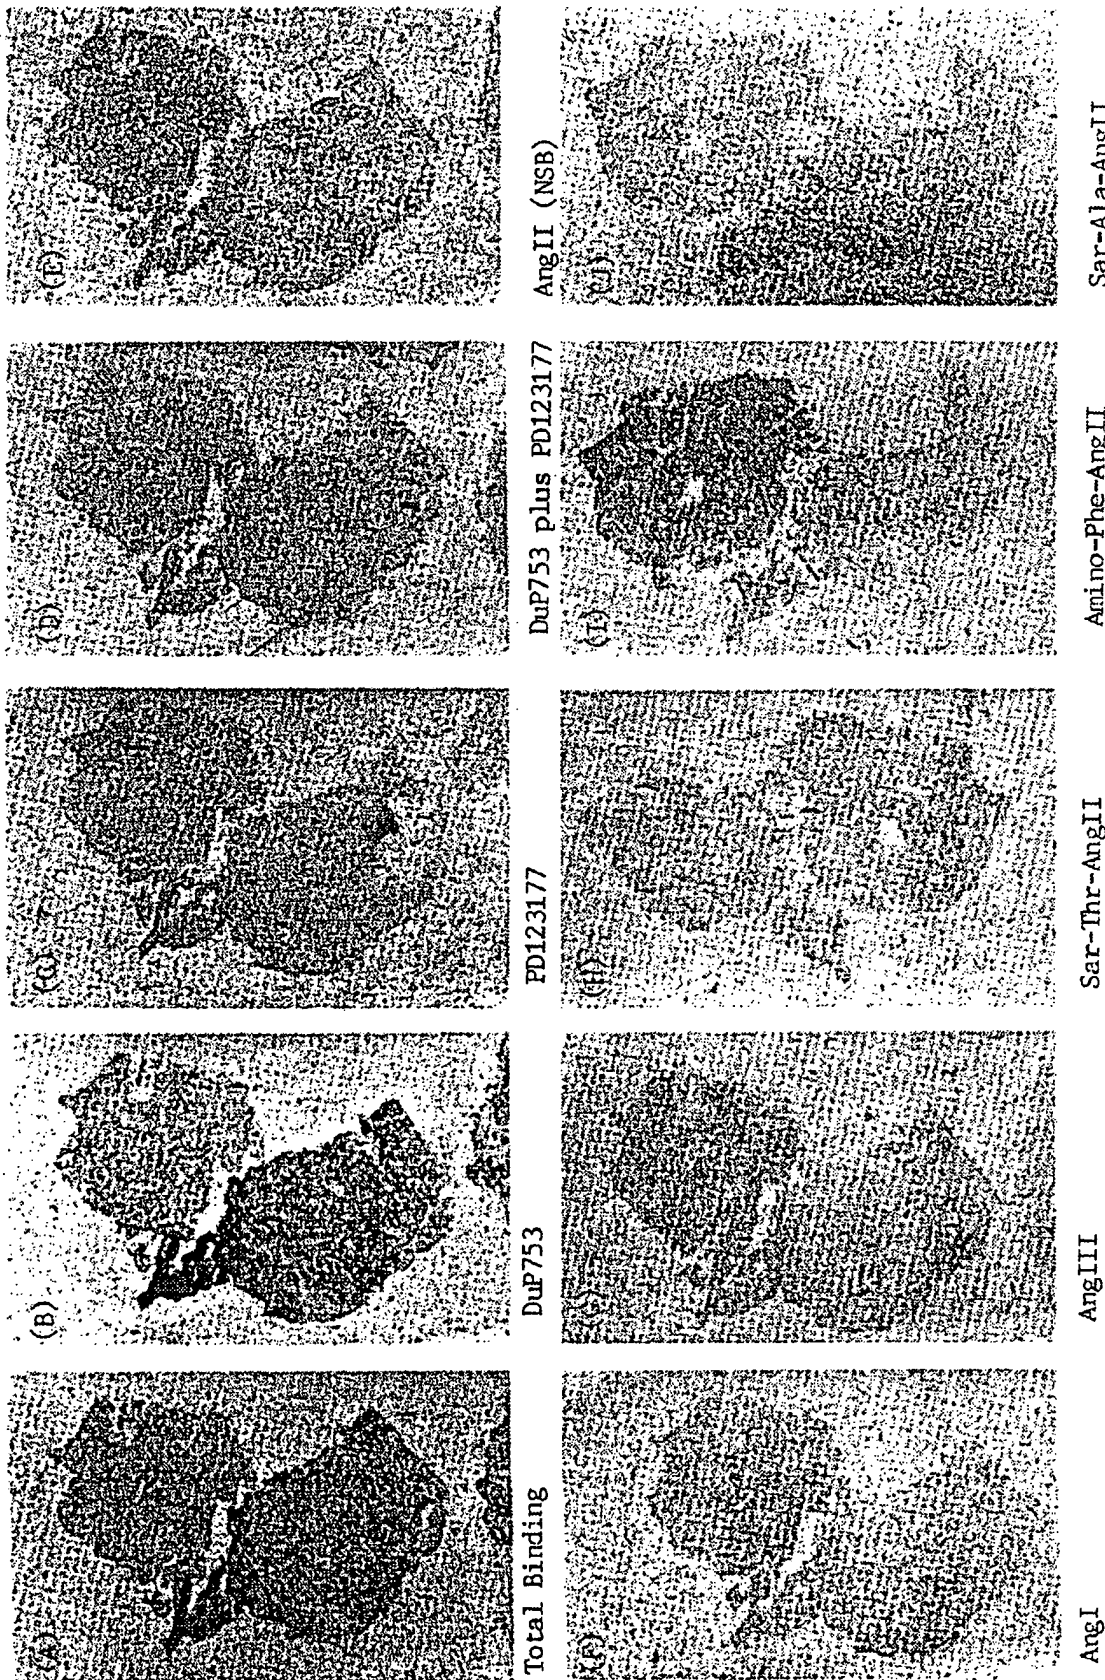 (A)
Total Binding
(B)
DuP753
(C)
PD123177
(D)
DuP753 plus PD123177
(E)
AngII (NSB)
(F)
AngI
(G)
AngIII
(H)
Sar-Thr-AngII
(I)
Amino-Phe-AngII
(J)
Sar-Ala-AngII